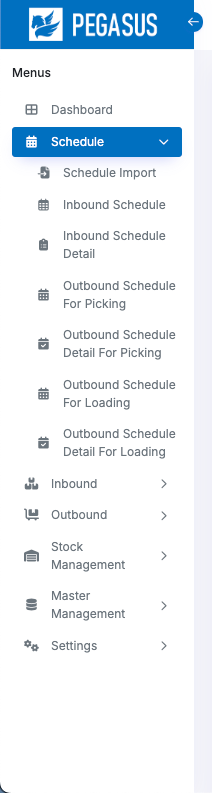 PEGASUS
Menus
Dashboard
Schedule
Schedule Import
Inbound Schedule
Inbound Schedule
Detail
Outbound Schedule
For Picking
Outbound Schedule
Detail For Picking
Outbound Schedule
For Loading
Outbound Schedule
Detail For Loading
Inbound
Outbound
Stock
Management
Master
Management
Settings